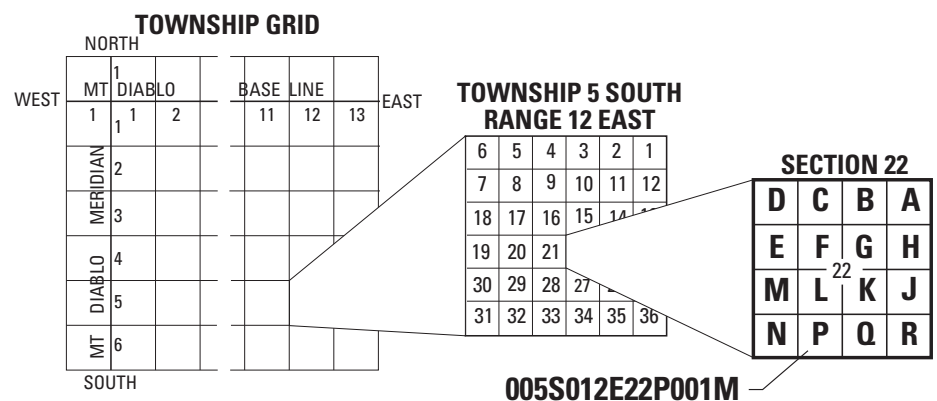 TOWNSHIP GRID
NORTH
1
MT DIABLO BASE LINE
WEST
EAST
1 1 1 2 11 12 13
MERIDIAN
2
3
DIABLO
4
5
MT
6
SOUTH
TOWNSHIP 5 SOUTH
RANGE 12 EAST
6 5 4 3 2 1
7 8 9 10 11 12
18 17 16 15 14
19 20 21
30 29 28 27
31 32 33 34 35 36
SECTION 22
D C B A
E F G H
22
M L K J
N P Q R
005S012E22P001M